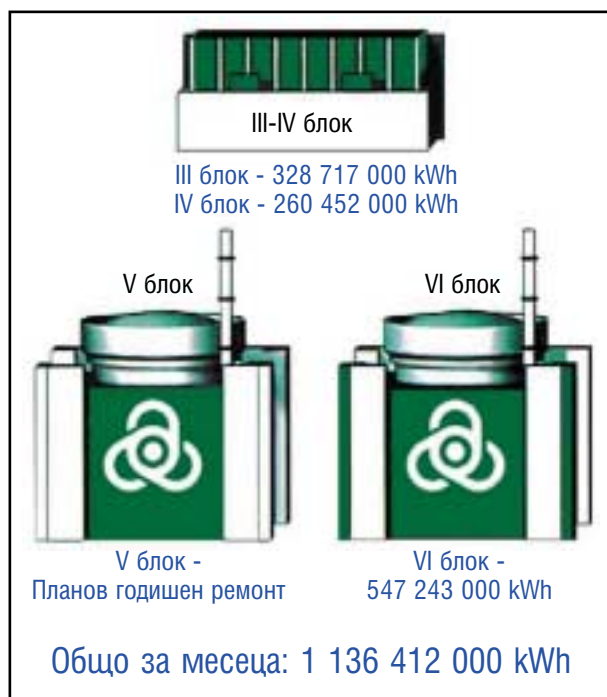 III-IV блок
III блок - 328 717 000 kWh
IV блок - 260 452 000 kWh
V блок
VI блок
V блок -
Планов годишен ремонт
VI блок -
547 243 000 kWh
Общо за месеца: 1 136 412 000 kWh